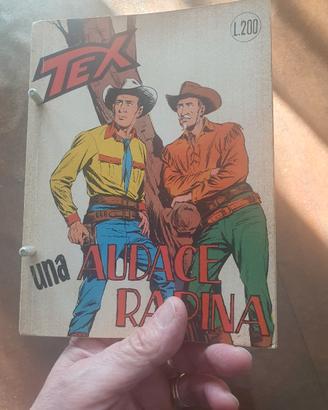 TEX
L.200
una AUDACE
RAPINA